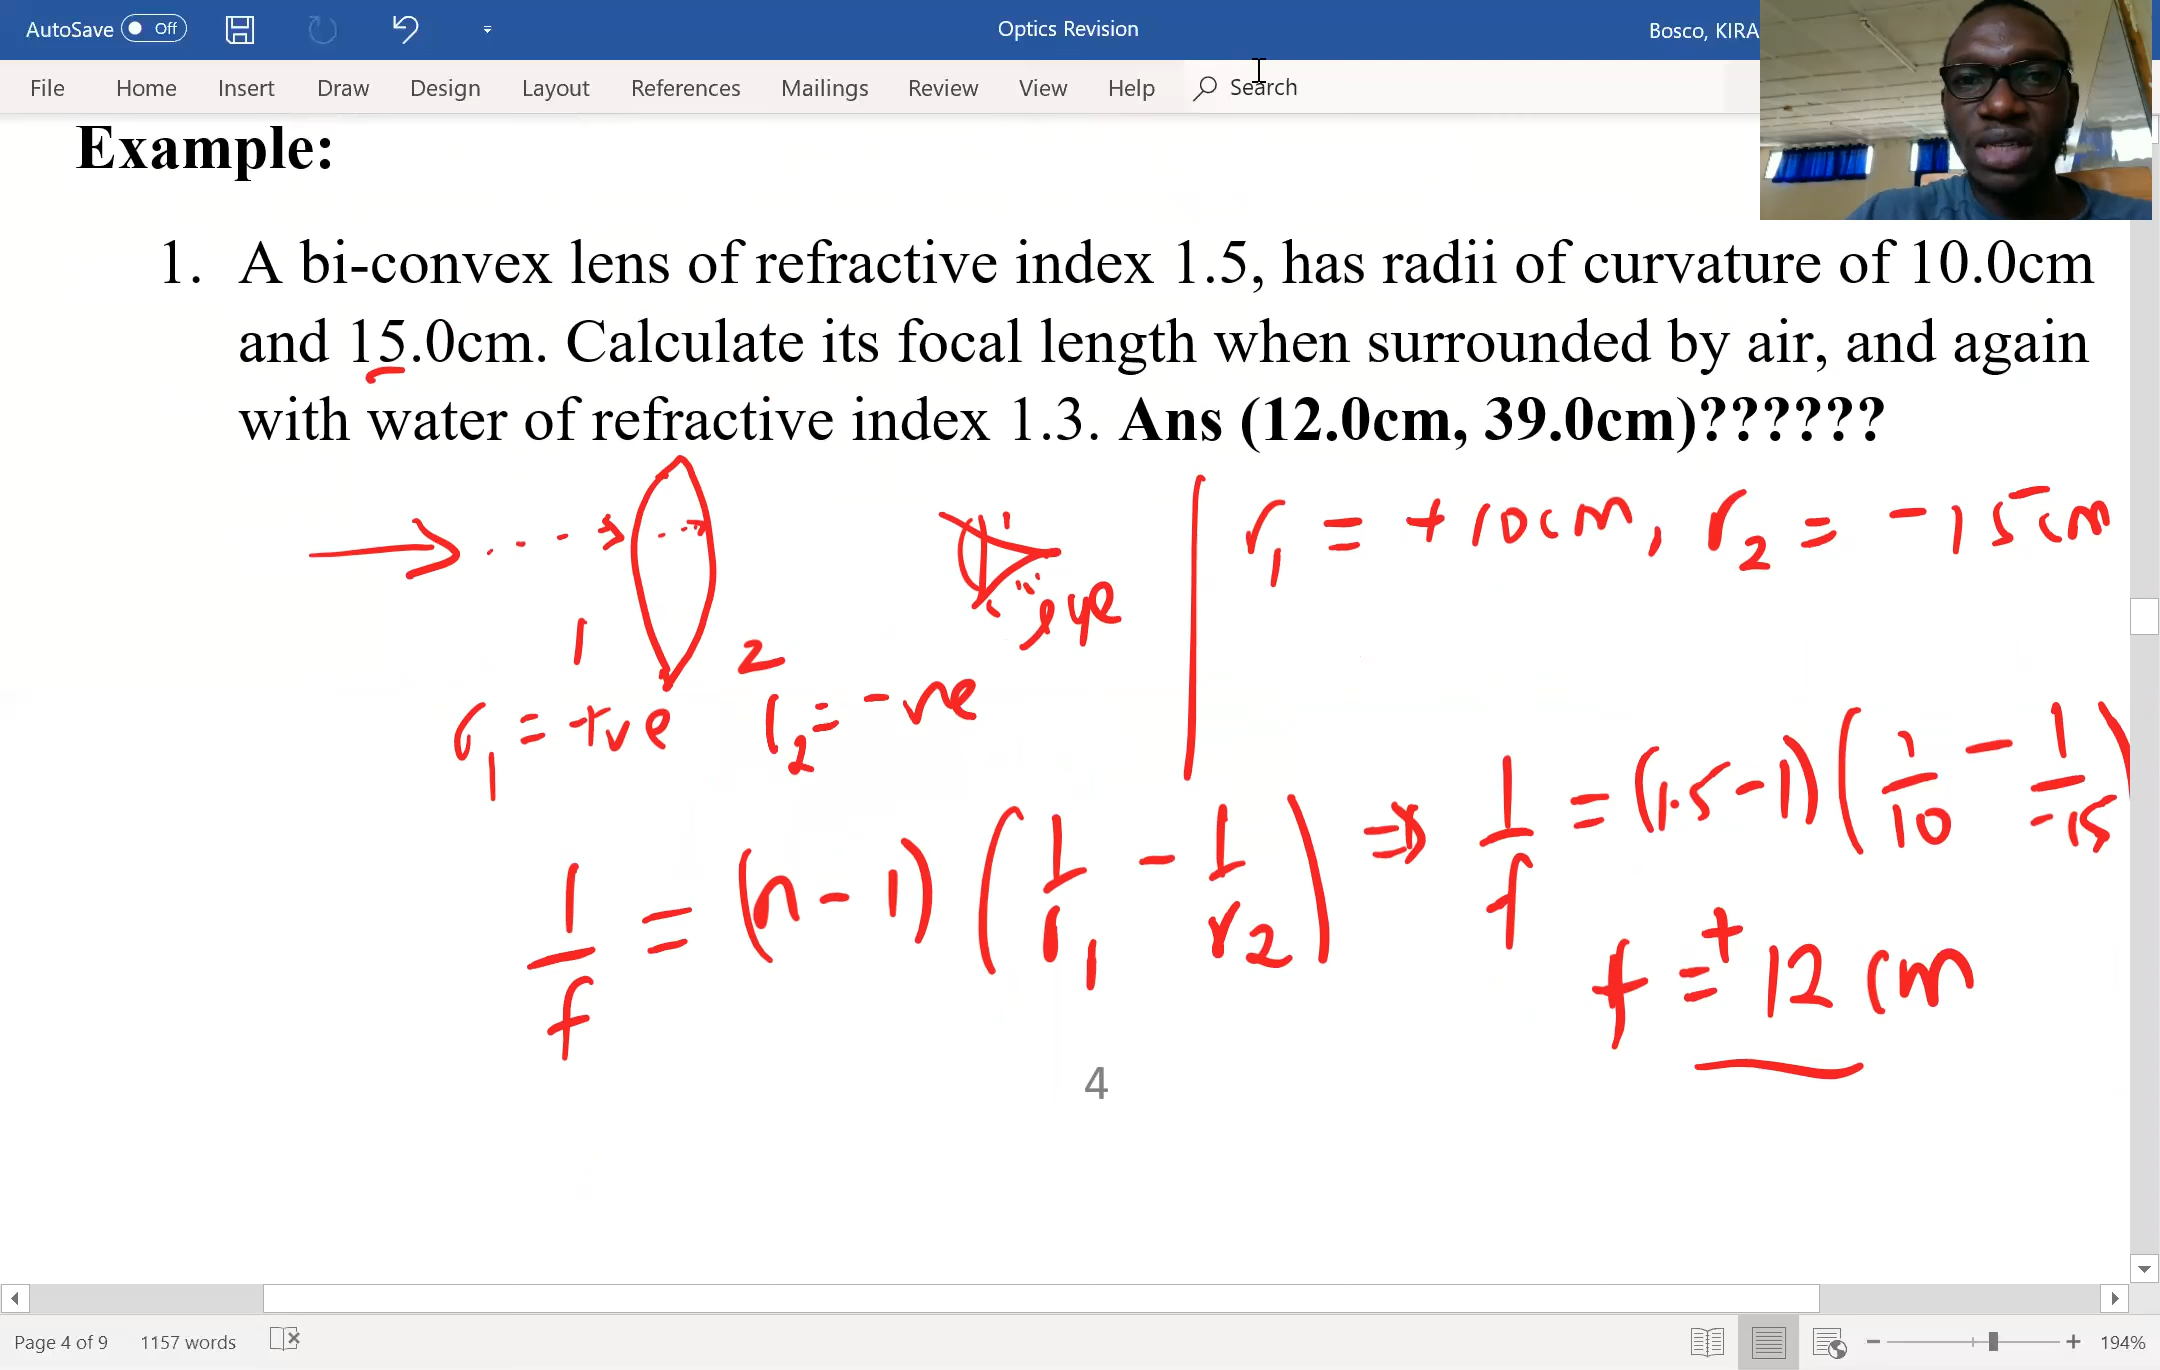 AutoSave Off Optics Revision Bosco, KIRA
File Home Insert Draw Design Layout References Mailings Review View Help Search
Example:
1. A bi-convex lens of refractive index 1.5, has radii of curvature of 10.0cm
and 15.0cm. Calculate its focal length when surrounded by air, and again
with water of refractive index 1.3. Ans (12.0cm, 39.0cm)??????
r₁ = +10cm, r₂ = -15cm
eye
1 2
r₁ = +ve r₂ = -ve
1/f = (n - 1) (1/r₁ - 1/r₂) ⇒ 1/f = (1.5 - 1) (1/10 - 1/-15)
f = +12 cm
4
Page 4 of 9 1157 words 194%